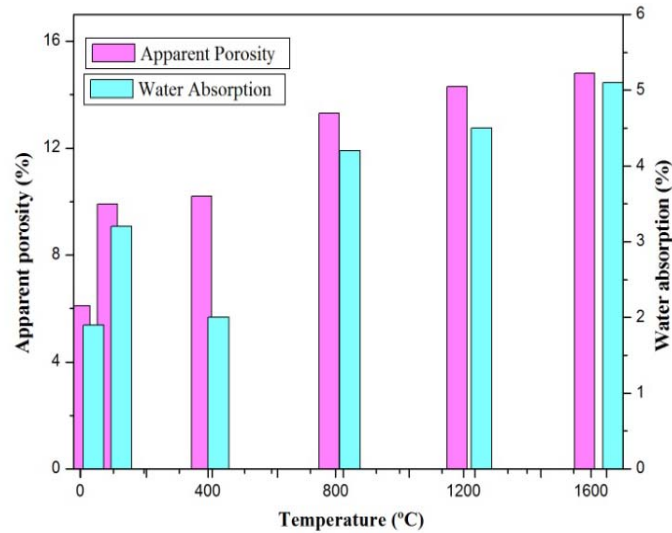 16
12
8
4
0
Apparent porosity (%)
Apparent Porosity
Water Absorption
6
5
4
3
2
1
0
Water absorption (%)
0 400 800 1200 1600
Temperature (ºC)